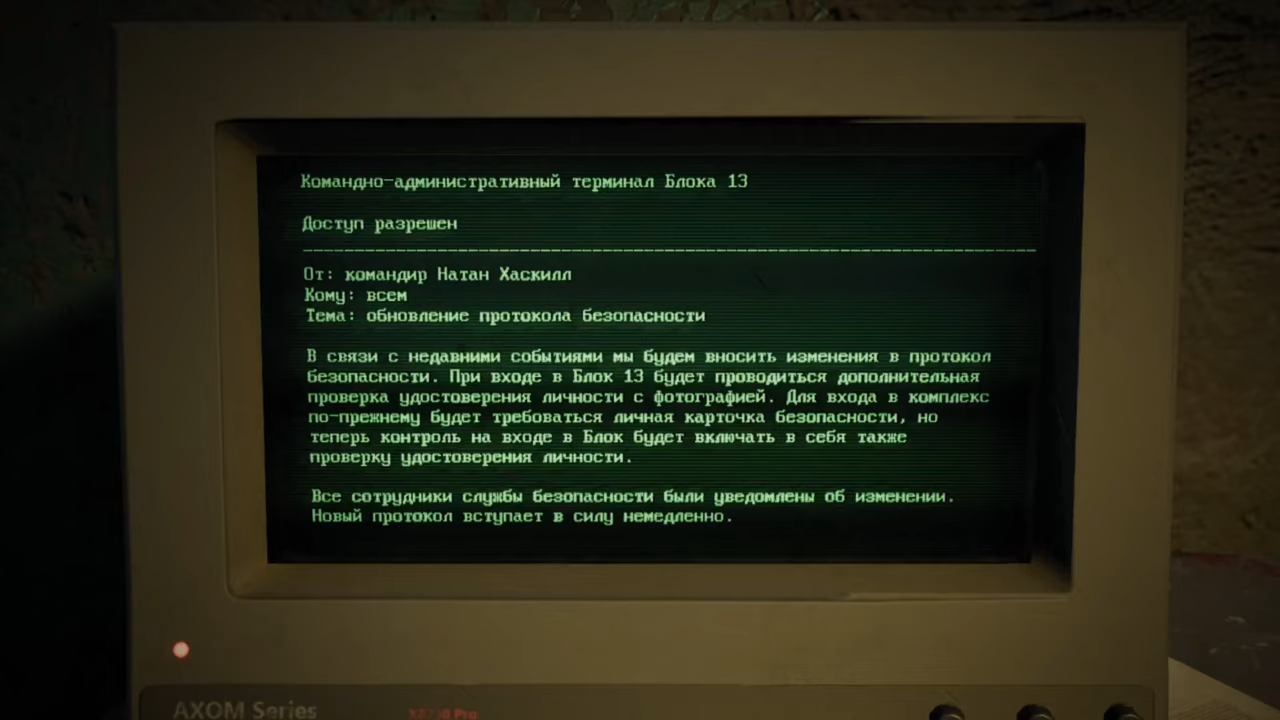 Командно-административный терминал Блока 13
Доступ разрешен
От: командир Натан Хаскилл
Кому: всем
Тема: обновление протокола безопасности
В связи с недавними событиями мы будем вносить изменения в протокол
безопасности. При входе в Блок 13 будет проводиться дополнительная
проверка удостоверения личности с фотографией. Для входа в комплекс
по-прежнему будет требоваться личная карточка безопасности, но
теперь контроль на входе в Блок будет включать в себя также
проверку удостоверения личности.
Все сотрудники службы безопасности были уведомлены об изменении.
Новый протокол вступает в силу немедленно.
AXOM Series
Pro